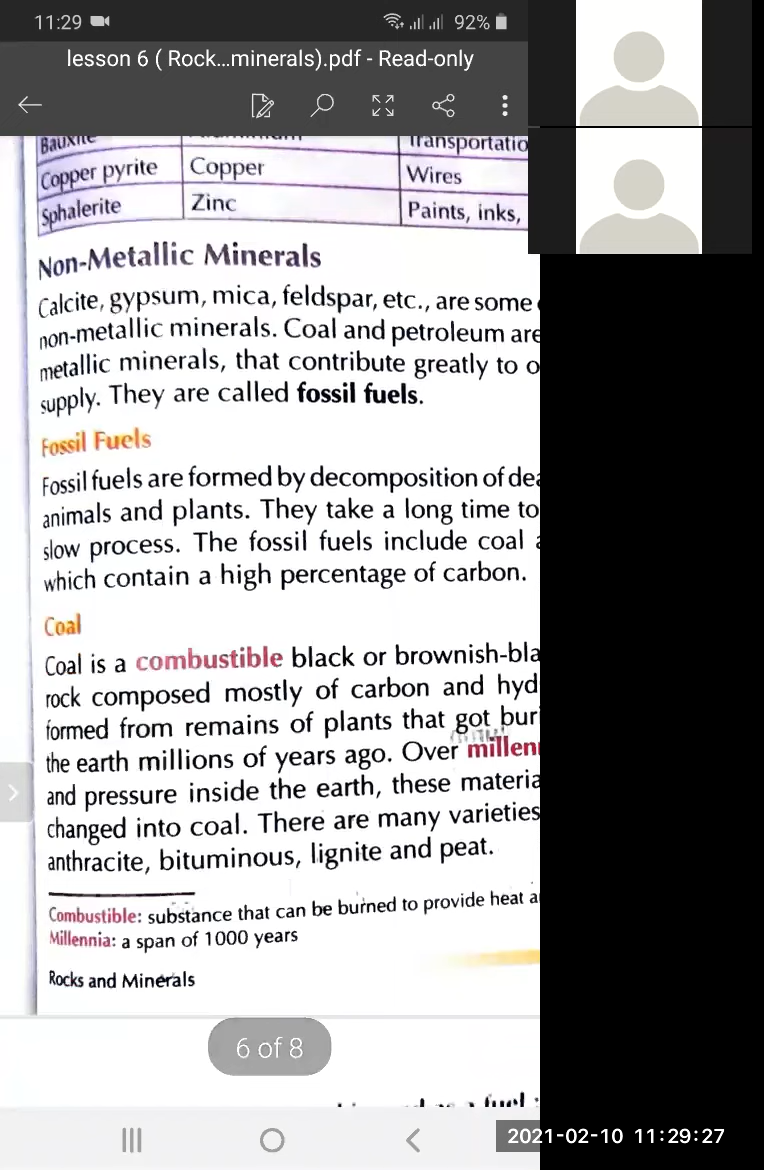 11:29 92%
lesson 6 ( Rock...minerals).pdf - Read-only
Bauxite
Copper pyrite Copper Wires
Sphalerite Zinc Paints, inks,
Non-Metallic Minerals
Calcite, gypsum, mica, feldspar, etc., are some
non-metallic minerals. Coal and petroleum are
metallic minerals, that contribute greatly to
supply. They are called fossil fuels.
Fossil Fuels
Fossil fuels are formed by decomposition of
animals and plants. They take a long time to
slow process. The fossil fuels include coal
which contain a high percentage of carbon.
Coal
Coal is a combustible black or brownish-bla
rock composed mostly of carbon and hyd
formed from remains of plants that got buri
the earth millions of years ago. Over millenn
and pressure inside the earth, these materia
changed into coal. There are many varieties
anthracite, bituminous, lignite and peat.
Combustible: substance that can be burned to provide heat a
Millennia: a span of 1000 years
Rocks and Minerals
6 of 8
2021-02-10 11:29:27